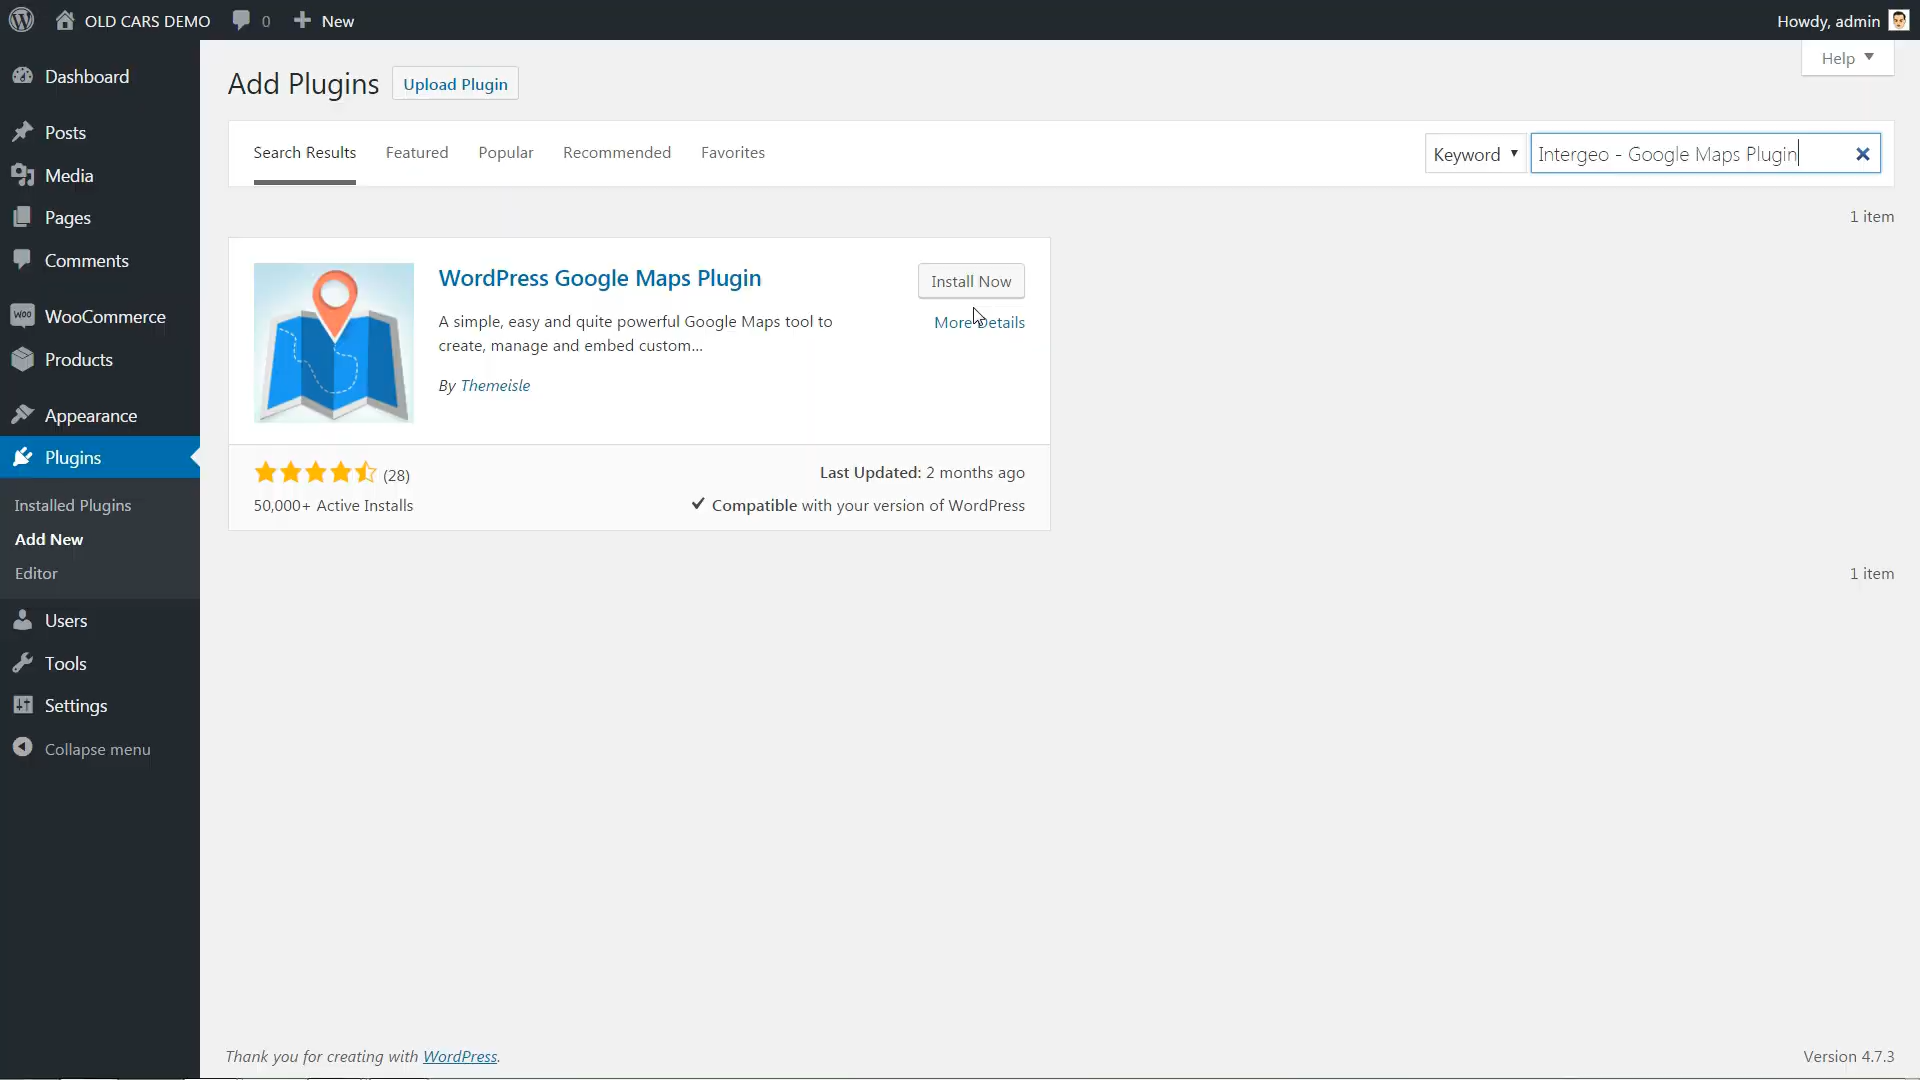 OLD CARS DEMO 0 New Howdy, admin
Help
Dashboard
Posts
Media
Pages
Comments
WooCommerce
Products
Appearance
Plugins
Installed Plugins
Add New
Editor
Users
Tools
Settings
Collapse menu
Add Plugins Upload Plugin
Search Results Featured Popular Recommended Favorites Keyword Intergeo - Google Maps Plugin
1 item
WordPress Google Maps Plugin Install Now
A simple, easy and quite powerful Google Maps tool to More Details
create, manage and embed custom...
By Themeisle
(28) Last Updated: 2 months ago
50,000+ Active Installs Compatible with your version of WordPress
1 item
Thank you for creating with WordPress. Version 4.7.3